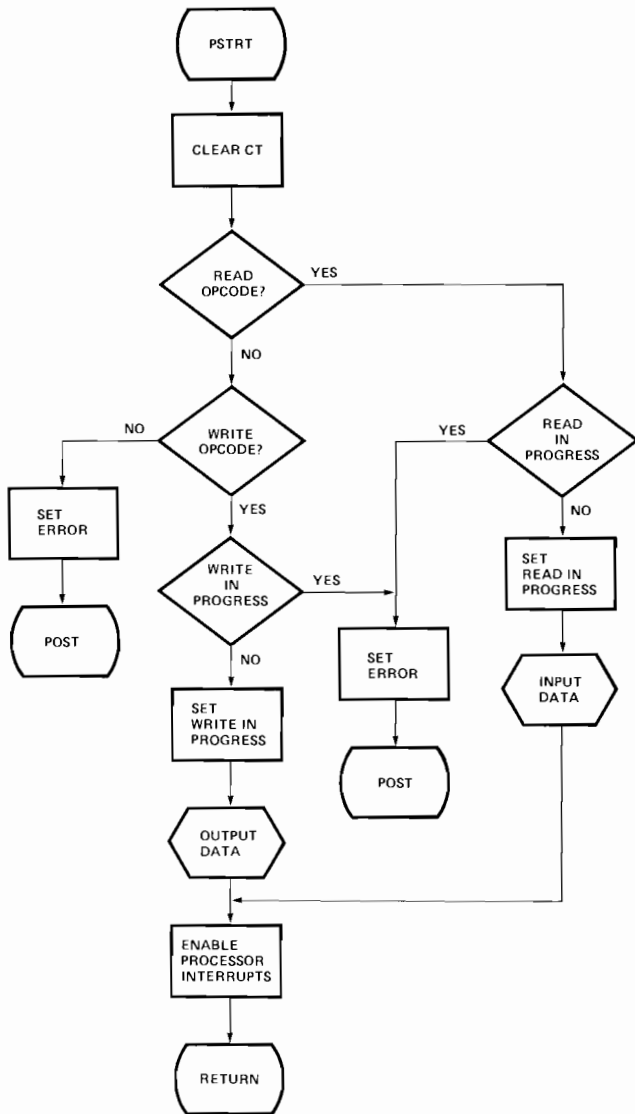 PSTRT
CLEAR CT
READ
OPCODE?
YES
NO
WRITE
OPCODE?
NO
YES
READ
IN
PROGRESS
YES
NO
SET
ERROR
WRITE
IN
PROGRESS
YES
NO
SET
READ IN
PROGRESS
POST
SET
ERROR
INPUT
DATA
SET
WRITE IN
PROGRESS
POST
OUTPUT
DATA
ENABLE
PROCESSOR
INTERRUPTS
RETURN